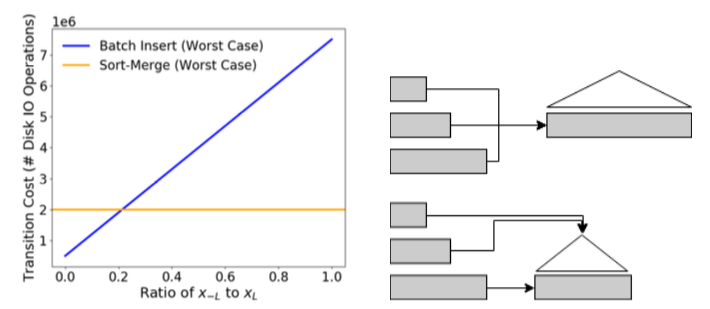 1e6
Transition Cost (# Disk IO Operations)
7
6
5
4
3
2
1
Batch Insert (Worst Case)
Sort-Merge (Worst Case)
0.0 0.2 0.4 0.6 0.8 1.0
Ratio of x₋L to xL